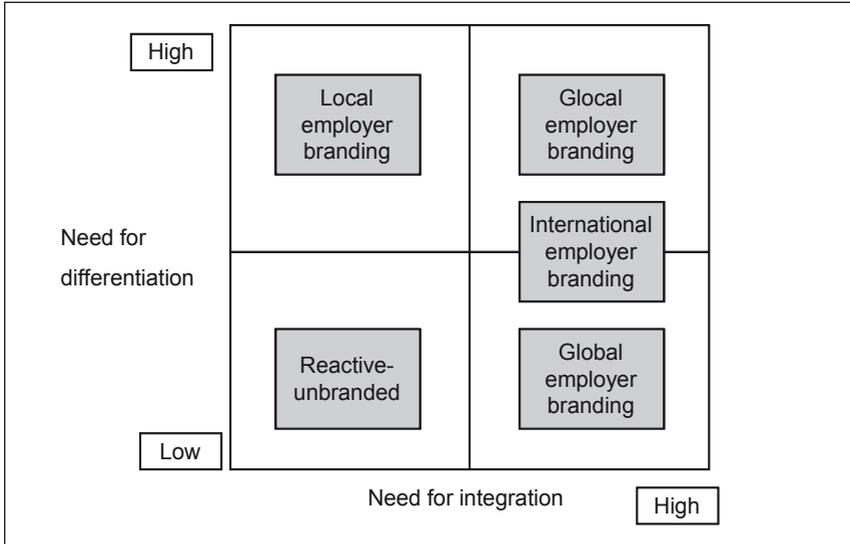 High
Local
employer
branding
Glocal
employer
branding
Need for
differentiation
International
employer
branding
Reactive-
unbranded
Global
employer
branding
Low
Need for integration
High